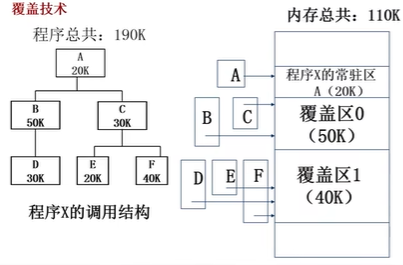 覆盖技术
程序总共：190K
A
20K
B
50K
C
30K
D
30K
E
20K
F
40K
程序X的调用结构
内存总共：110K
A
B
C
D
E
F
程序X的常驻区
A（20K）
覆盖区0
（50K）
覆盖区1
（40K）